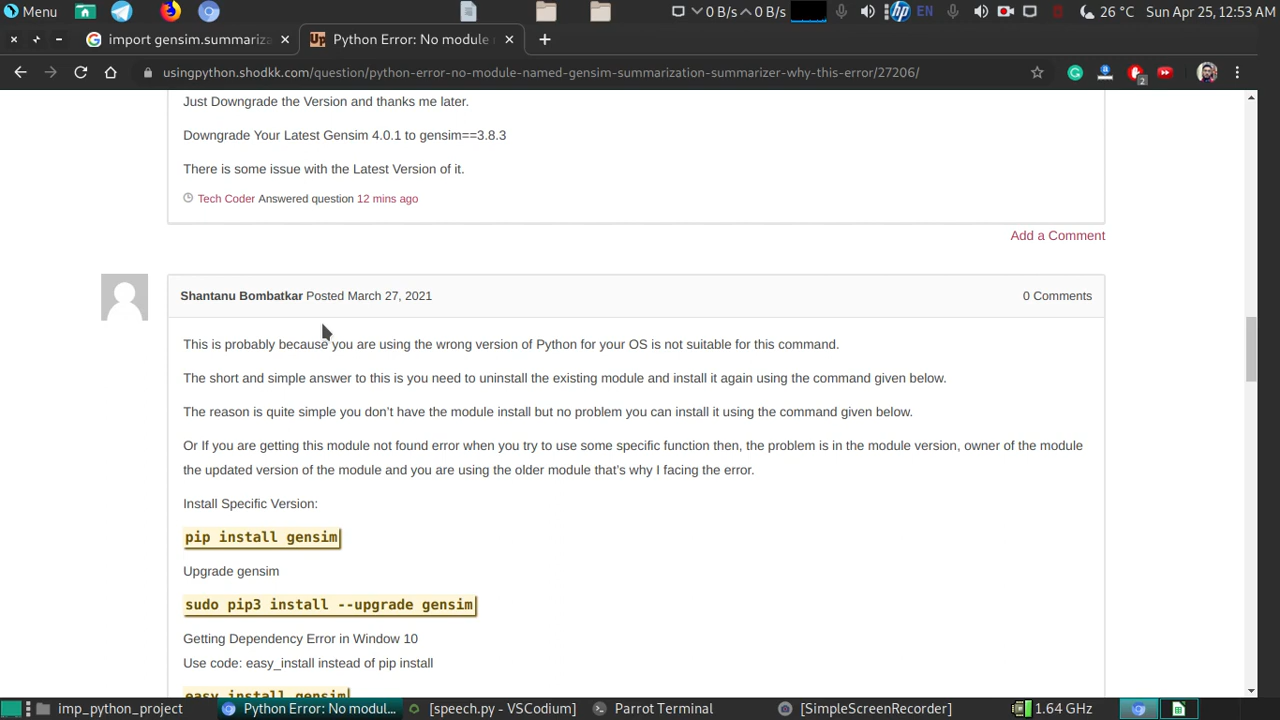 Menu
0 B/s
0 B/s
EN
26 °C
Sun Apr 25, 12:53 AM
import gensim.summariza
Python Error: No module
usingpython.shodkk.com/question/python-error-no-module-named-gensim-summarization-summarizer-why-this-error/27206/
2
Just Downgrade the Version and thanks me later.
Downgrade Your Latest Gensim 4.0.1 to gensim==3.8.3
There is some issue with the Latest Version of it.
Tech Coder Answered question 12 mins ago
Add a Comment
Shantanu Bombatkar Posted March 27, 2021
0 Comments
This is probably because you are using the wrong version of Python for your OS is not suitable for this command.
The short and simple answer to this is you need to uninstall the existing module and install it again using the command given below.
The reason is quite simple you don't have the module install but no problem you can install it using the command given below.
Or If you are getting this module not found error when you try to use some specific function then, the problem is in the module version, owner of the module
the updated version of the module and you are using the older module that's why I facing the error.
Install Specific Version:
pip install gensim
Upgrade gensim
sudo pip3 install --upgrade gensim
Getting Dependency Error in Window 10
Use code: easy_install instead of pip install
easy_install gensim
imp_python_project
Python Error: No modul...
[speech.py - VSCodium]
Parrot Terminal
[SimpleScreenRecorder]
1.64 GHz